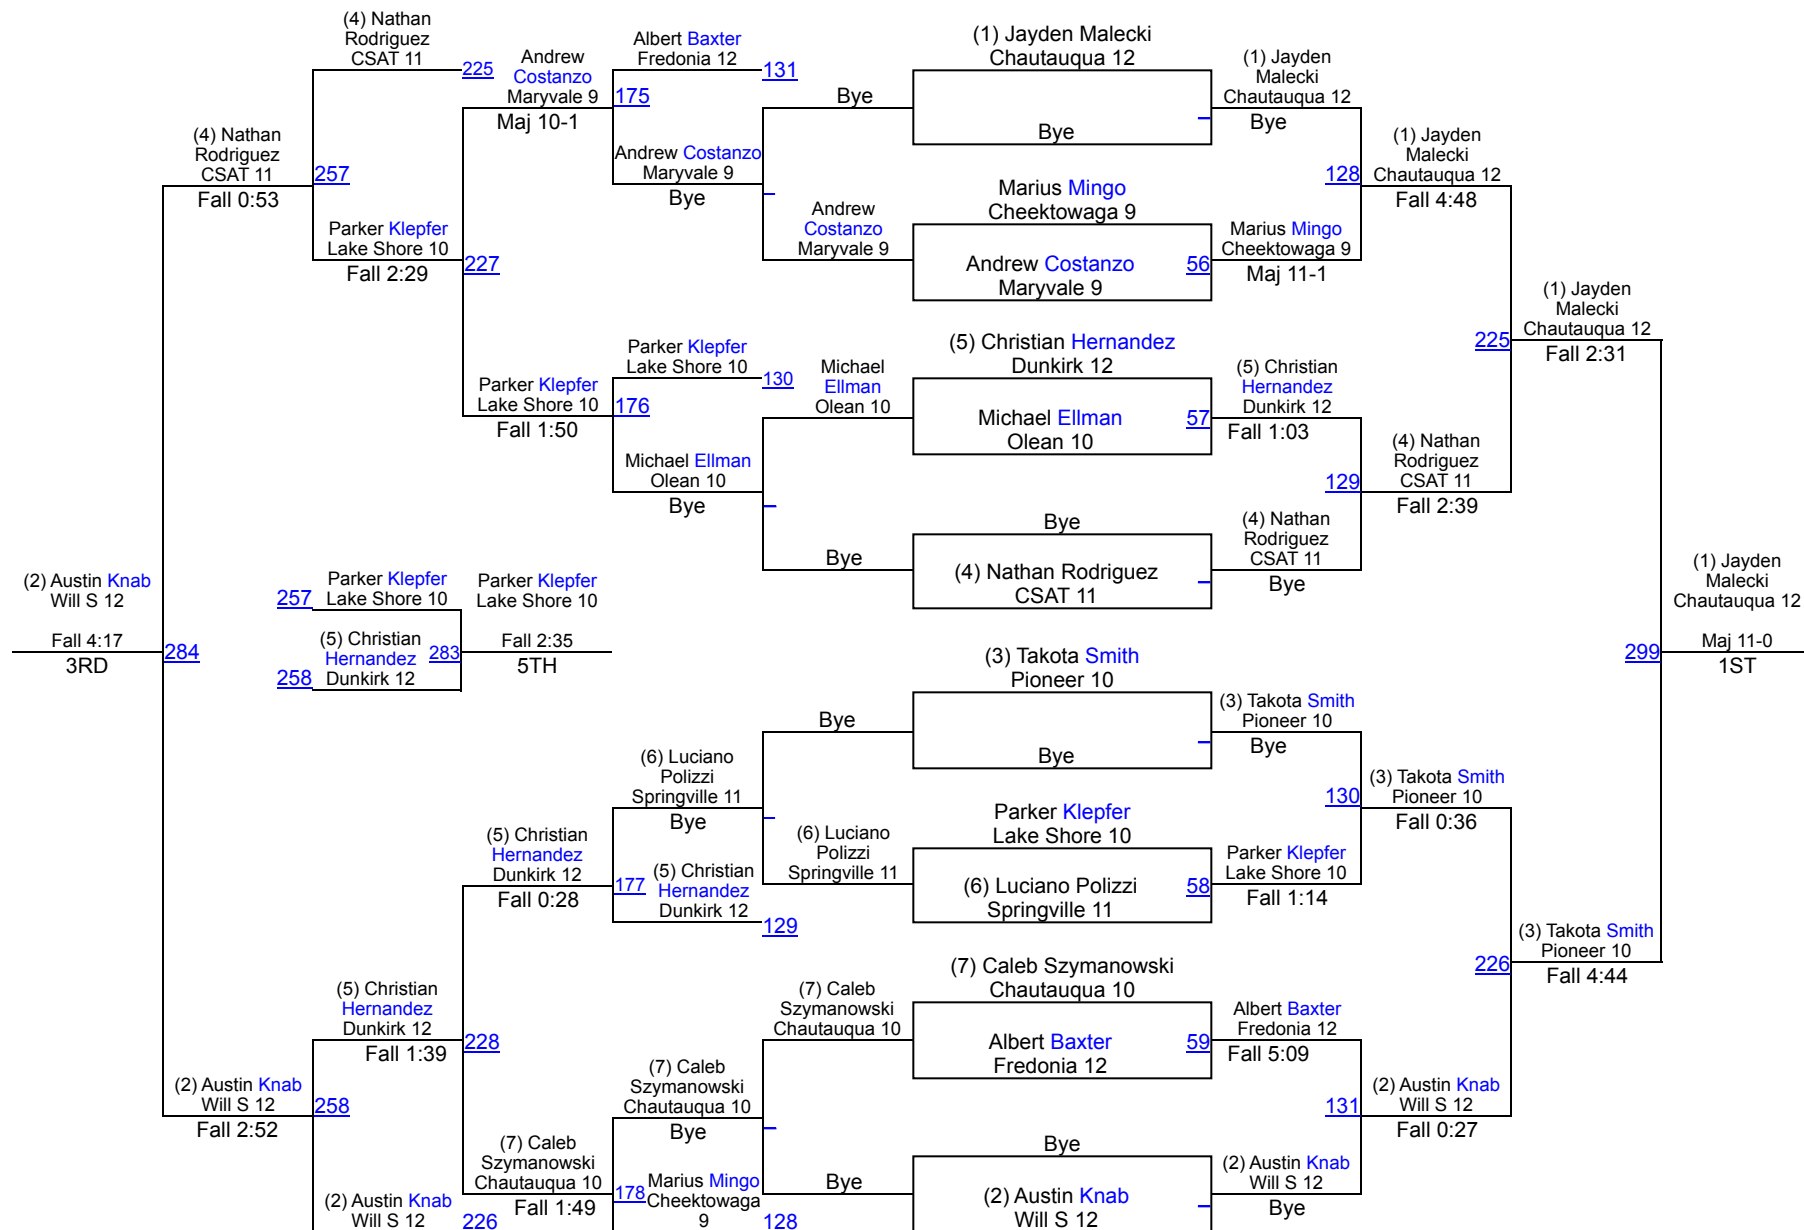 (4) Nathan
Rodriguez
CSAT 11
225
Andrew
Costanzo
Maryvale 9
Maj 10-1
Albert Baxter
Fredonia 12
131
175
Andrew Costanzo
Maryvale 9
Bye
Bye
Andrew
Costanzo
Maryvale 9
(1) Jayden Malecki
Chautauqua 12
Bye
(1) Jayden
Malecki
Chautauqua 12
Bye
Marius Mingo
Cheektowaga 9
Andrew Costanzo
Maryvale 9
56
Marius Mingo
Cheektowaga 9
Maj 11-1
128
(1) Jayden
Malecki
Chautauqua 12
Fall 4:48
(4) Nathan
Rodriguez
CSAT 11
Fall 0:53
257
Parker Klepfer
Lake Shore 10
Fall 2:29
227
Parker Klepfer
Lake Shore 10
Fall 1:50
Parker Klepfer
Lake Shore 10
130
176
Michael Ellman
Olean 10
Bye
Michael
Ellman
Olean 10
Bye
(5) Christian Hernandez
Dunkirk 12
Michael Ellman
Olean 10
57
(5) Christian
Hernandez
Dunkirk 12
Fall 1:03
Bye
(4) Nathan Rodriguez
CSAT 11
(4) Nathan
Rodriguez
CSAT 11
Bye
129
(4) Nathan
Rodriguez
CSAT 11
Fall 2:39
225
(1) Jayden
Malecki
Chautauqua 12
Fall 2:31
(2) Austin Knab
Will S 12
Fall 4:17
3RD
284
257
Parker Klepfer
Lake Shore 10
258
(5) Christian
Hernandez
Dunkirk 12
283
Parker Klepfer
Lake Shore 10
Fall 2:35
5TH
299
(1) Jayden
Malecki
Chautauqua 12
Maj 11-0
1ST
(3) Takota Smith
Pioneer 10
Bye
Bye
(3) Takota Smith
Pioneer 10
Bye
(6) Luciano
Polizzi
Springville 11
Bye
(6) Luciano
Polizzi
Springville 11
Parker Klepfer
Lake Shore 10
(6) Luciano Polizzi
Springville 11
58
Parker Klepfer
Lake Shore 10
Fall 1:14
130
(3) Takota Smith
Pioneer 10
Fall 0:36
(5) Christian
Hernandez
Dunkirk 12
Fall 0:28
177
(5) Christian
Hernandez
Dunkirk 12
129
226
(3) Takota Smith
Pioneer 10
Fall 4:44
(7) Caleb Szymanowski
Chautauqua 10
Albert Baxter
Fredonia 12
59
Albert Baxter
Fredonia 12
Fall 5:09
(7) Caleb
Szymanowski
Chautauqua 10
(5) Christian
Hernandez
Dunkirk 12
Fall 1:39
228
(7) Caleb
Szymanowski
Chautauqua 10
Bye
131
(2) Austin Knab
Will S 12
Fall 0:27
(2) Austin Knab
Will S 12
Fall 2:52
258
(7) Caleb
Szymanowski
Chautauqua 10
Fall 1:49
178
Marius Mingo
Cheektowaga
9
128
Bye
Bye
(2) Austin Knab
Will S 12
(2) Austin Knab
Will S 12
Bye
(2) Austin Knab
Will S 12
226